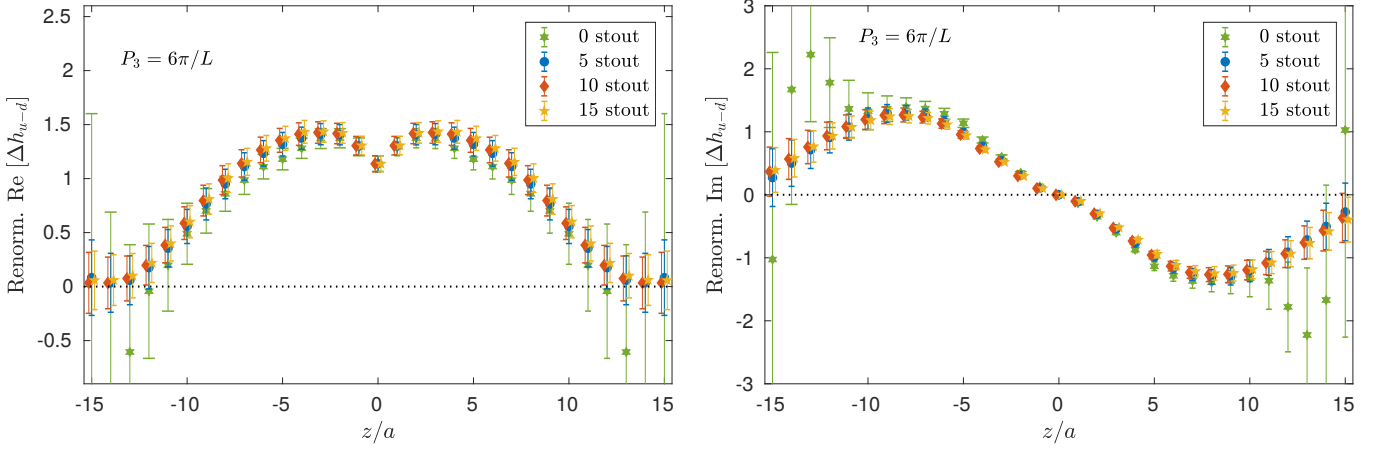 2.5
2
1.5
1
0.5
0
-0.5
-15
-10
-5
0
5
10
15
Renorm. Re [Δh_{u−d}]
z/a
P_3 = 6π/L
0 stout
5 stout
10 stout
15 stout
3
2
1
0
-1
-2
-3
-15
-10
-5
0
5
10
15
Renorm. Im [Δh_{u−d}]
z/a
P_3 = 6π/L
0 stout
5 stout
10 stout
15 stout